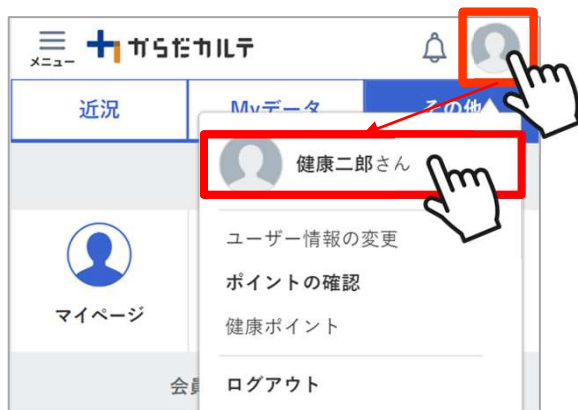 メニュー
からだカルテ
近況
Myデータ
その他
健康二郎さん
ユーザー情報の変更
ポイントの確認
マイページ
健康ポイント
会員
ログアウト